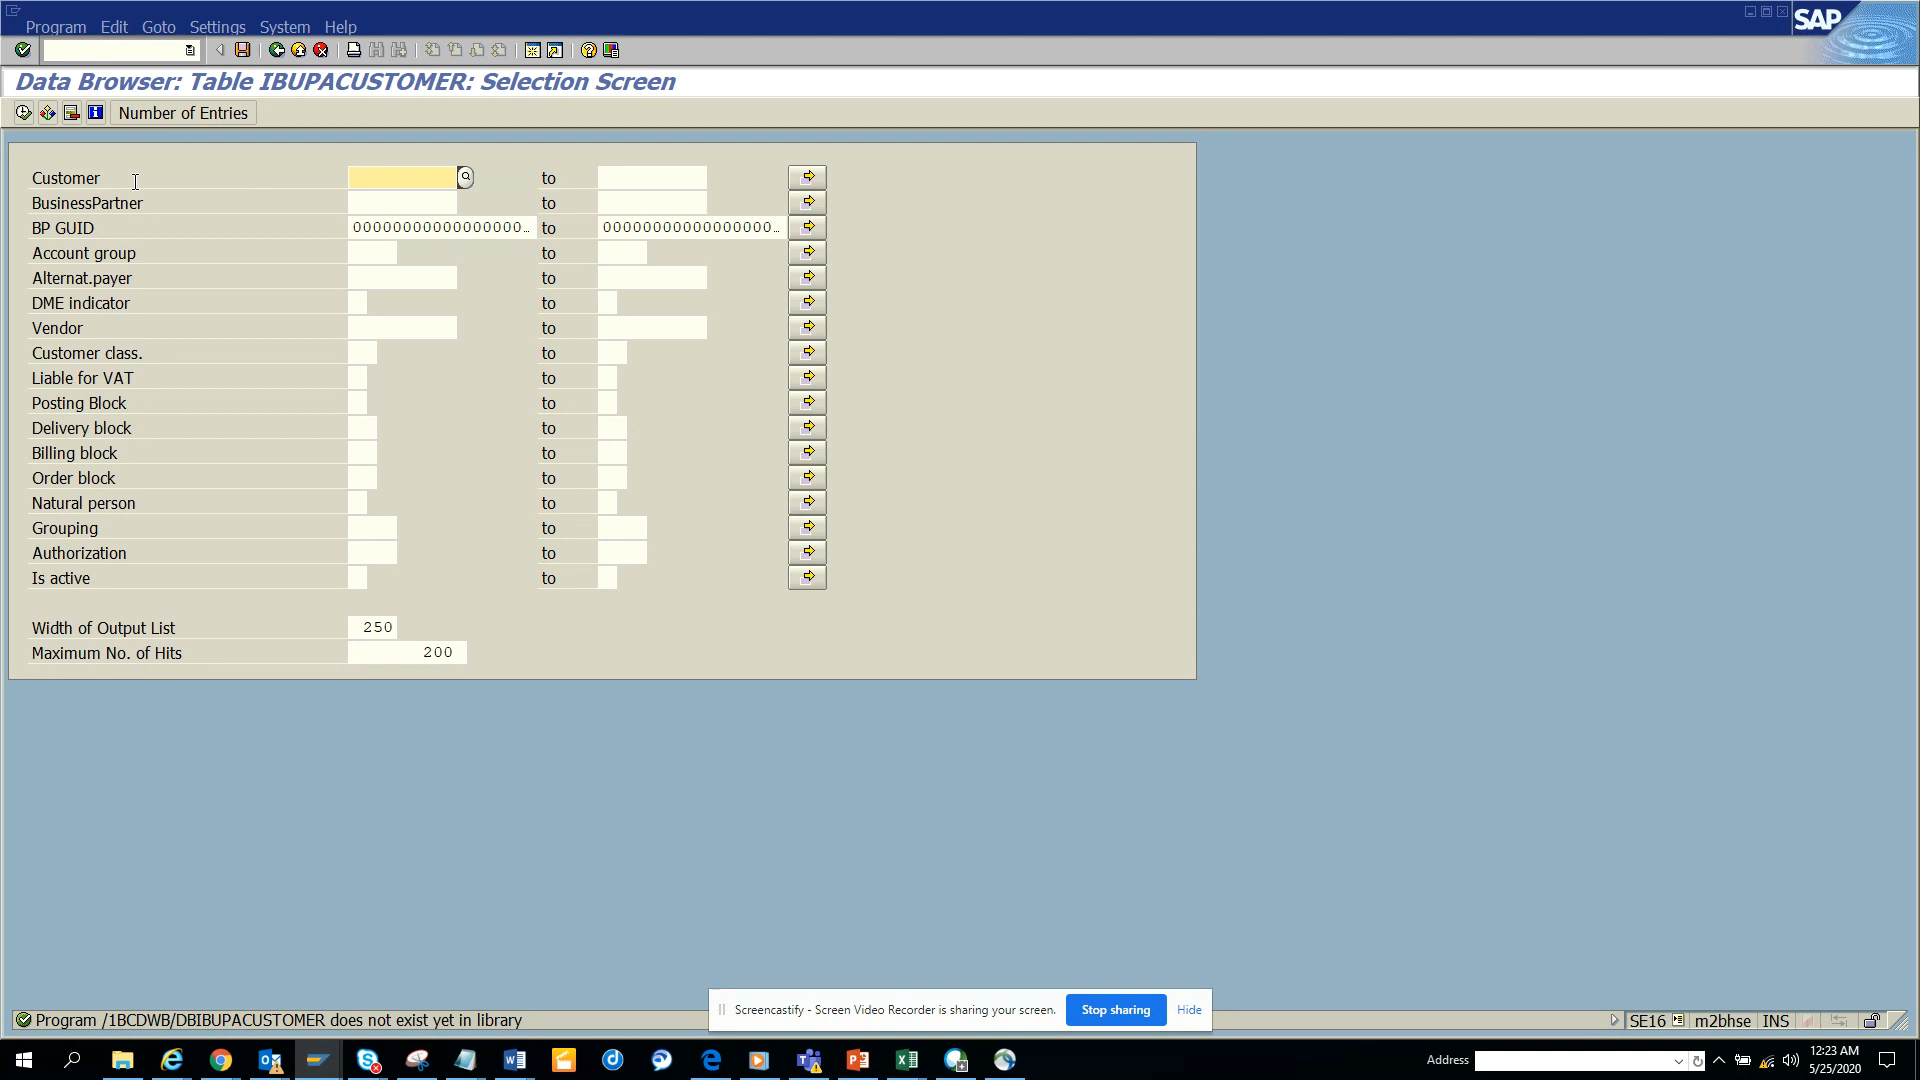 Program Edit Goto Settings System Help
SAP
Data Browser: Table IBUPACUSTOMER: Selection Screen
Number of Entries
Customer to
BusinessPartner to
BP GUID 000000000000000000… to 000000000000000000…
Account group to
Alternat.payer to
DME indicator to
Vendor to
Customer class. to
Liable for VAT to
Posting Block to
Delivery block to
Billing block to
Order block to
Natural person to
Grouping to
Authorization to
Is active to
Width of Output List 250
Maximum No. of Hits 200
Screencastify - Screen Video Recorder is sharing your screen. Stop sharing Hide
Program /1BCDWB/DBIBUPACUSTOMER does not exist yet in library SE16 m2bhse INS
Address 12:23 AM
5/25/2020